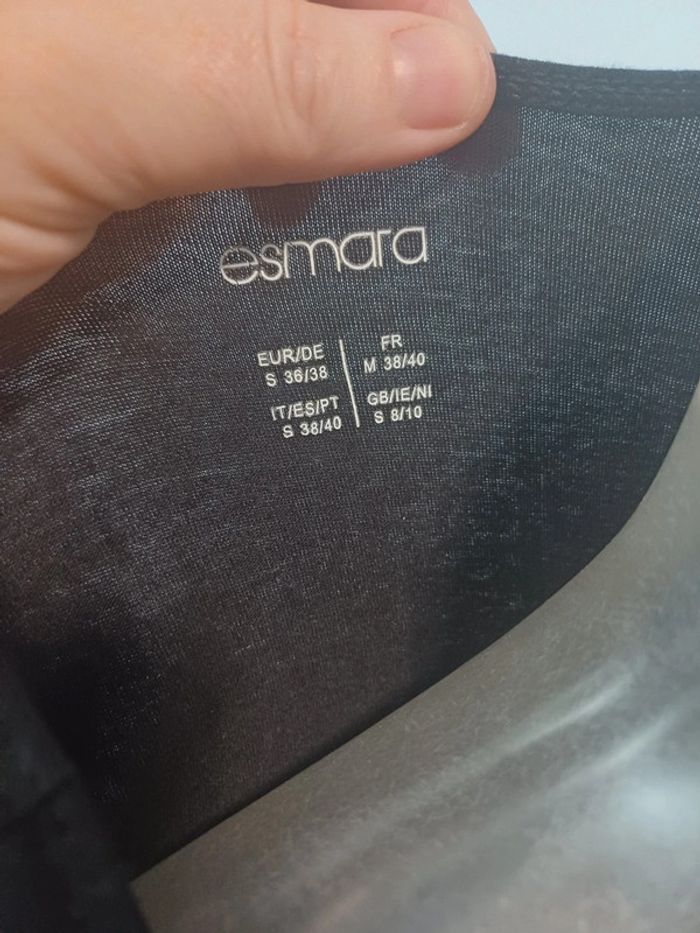 esmara
EUR/DE
S 36/38
FR
M 38/40
IT/ES/PT
S 38/40
GB/IE/NI
S 8/10